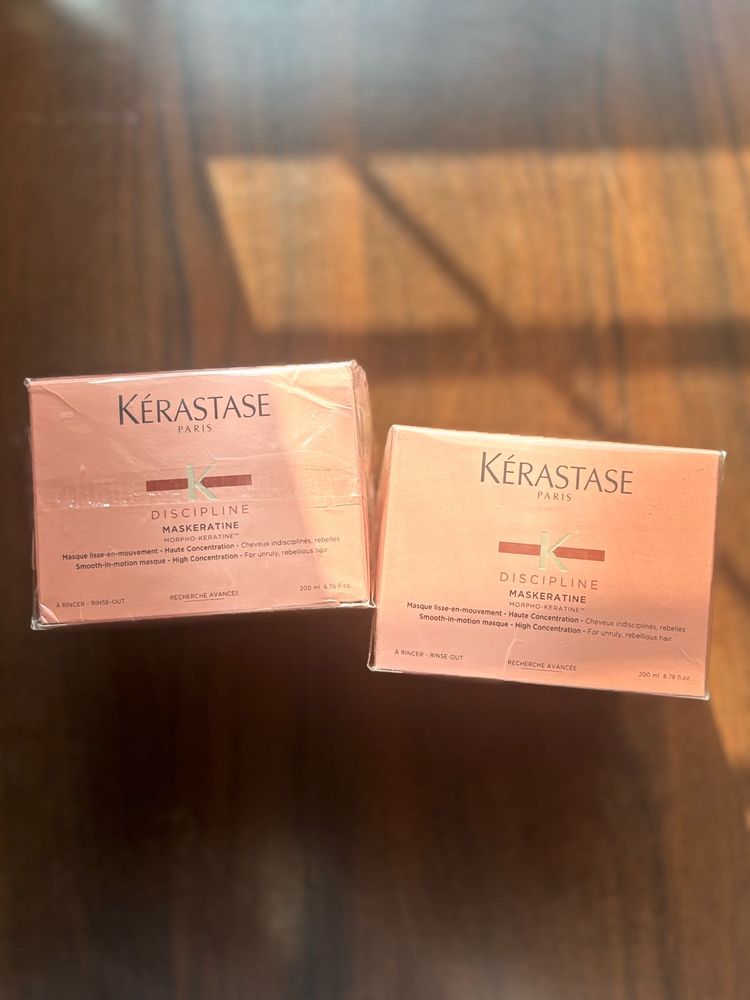 KÉRASTASE
PARIS
K
DISCIPLINE
MASKERATINE
MORPHO-KERATINE™
Masque lisse-en-mouvement - Haute Concentration - Cheveux indisciplinés, rebelles
Smooth-in-motion masque - High Concentration - For unruly, rebellious hair
À RINCER - RINSE-OUT
RECHERCHE AVANCÉE
200 ml 6.76 fl.oz.
KÉRASTASE
PARIS
K
DISCIPLINE
MASKERATINE
MORPHO-KERATINE™
Masque lisse-en-mouvement - Haute Concentration - Cheveux indisciplinés, rebelles
Smooth-in-motion masque - High Concentration - For unruly, rebellious hair
À RINCER - RINSE-OUT
RECHERCHE AVANCÉE
200 ml 6.76 fl.oz.